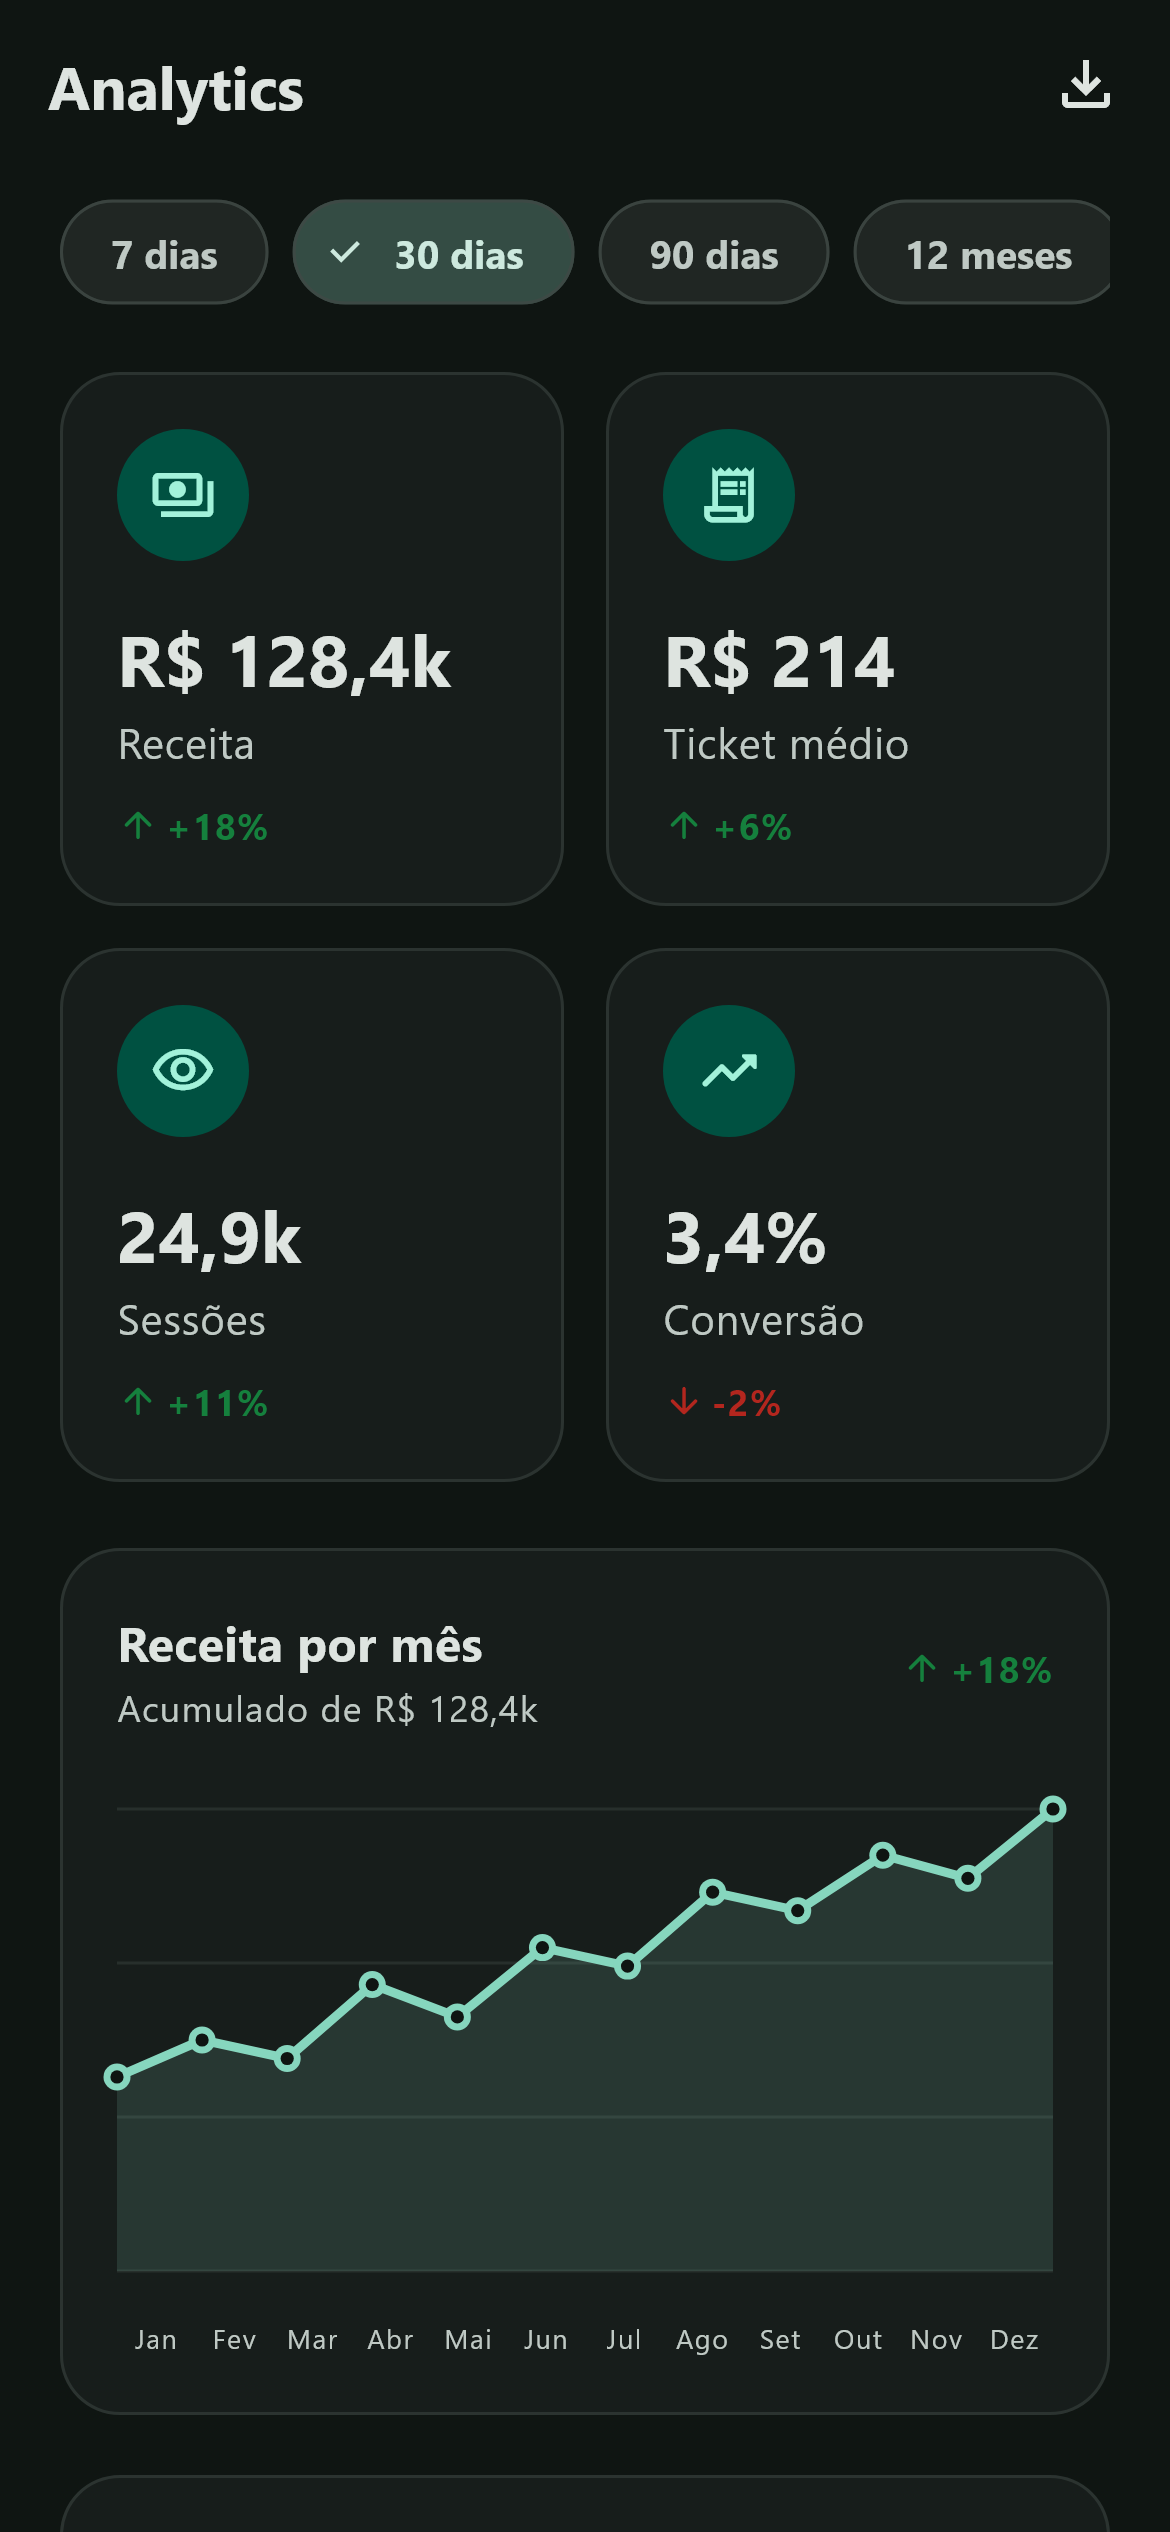 Analytics
7 dias
30 dias
90 dias
12 meses
R$ 128,4k
Receita
+18%
R$ 214
Ticket médio
+6%
24,9k
Sessões
+11%
3,4%
Conversão
-2%
Receita por mês
Acumulado de R$ 128,4k
+18%
Jan Fev Mar Abr Mai Jun Jul Ago Set Out Nov Dez